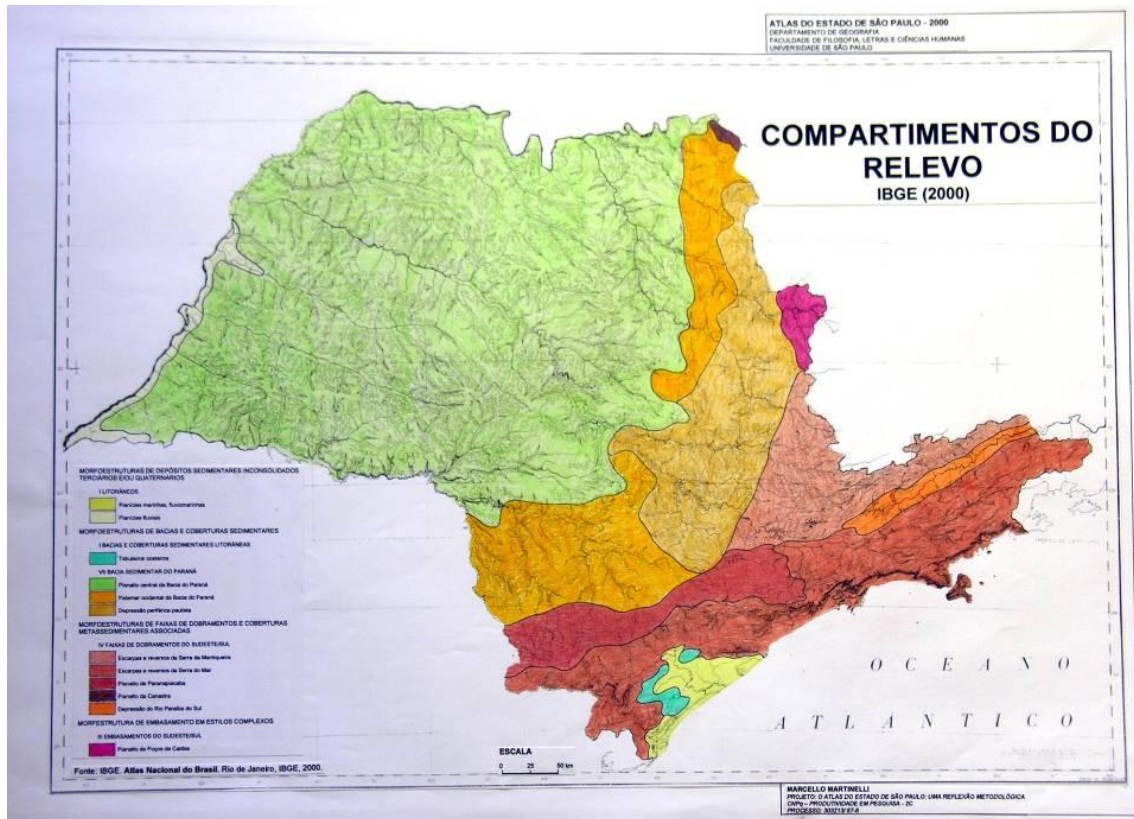 ATLAS DO ESTADO DE SÃO PAULO - 2000
DEPARTAMENTO DE GEOGRAFIA
FACULDADE DE FILOSOFIA, LETRAS E CIÊNCIAS HUMANAS
UNIVERSIDADE DE SÃO PAULO
COMPARTIMENTOS DO
RELEVO
IBGE (2000)
MORFOESTRUTURAS DE DEPÓSITOS SEDIMENTARES INCONSOLIDADOS
TERCIÁRIOS E/OU QUATERNÁRIOS
I LITORÂNEOS
Planícies marinhas, fluviomarinhas
Planícies fluviais
MORFOESTRUTURAS DE BACIAS E COBERTURAS SEDIMENTARES
I BACIAS E COBERTURAS SEDIMENTARES LITORÂNEAS
Tabuleiros costeiros
VII BACIA SEDIMENTAR DO PARANÁ
Planalto central da Bacia do Paraná
Patamar ocidental da Bacia do Paraná
Depressão periférica paulista
MORFOESTRUTURAS DE FAIXAS DE DOBRAMENTOS E COBERTURAS
METASSEDIMENTARES ASSOCIADAS
IV FAIXAS DE DOBRAMENTOS DO SUDESTE/SUL
Escarpas e reversos da Serra da Mantiqueira
Escarpas e reversos da Serra do Mar
Planalto de Paranapiacaba
Planalto da Canastra
Depressão do Rio Paraíba do Sul
MORFESTRUTURA DE EMBASAMENTO EM ESTILOS COMPLEXOS
III EMBASAMENTOS DO SUDESTE/SUL
Planalto de Poços de Caldas
Fonte: IBGE. Atlas Nacional do Brasil. Rio de Janeiro, IBGE, 2000.
ESCALA
0 25 50 km
OCEANO
ATLÂNTICO
MARCELLO MARTINELLI
PROJETO: O ATLAS DO ESTADO DE SÃO PAULO: UMA REFLEXÃO METODOLÓGICA
CNPq – PRODUTIVIDADE EM PESQUISA - 2C
PROCESSO: 303213/ 87-6